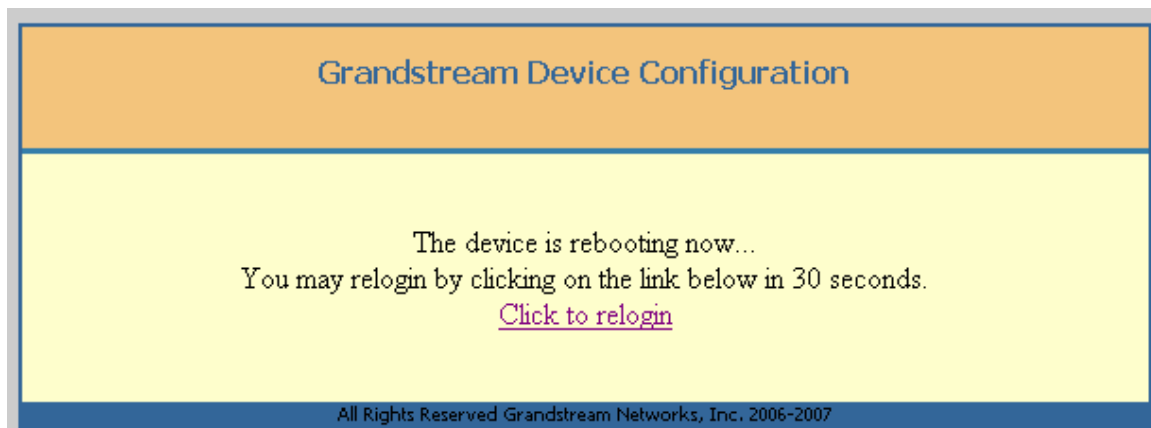 Grandstream Device Configuration
The device is rebooting now...
You may relogin by clicking on the link below in 30 seconds.
Click to relogin
All Rights Reserved Grandstream Networks, Inc. 2006-2007